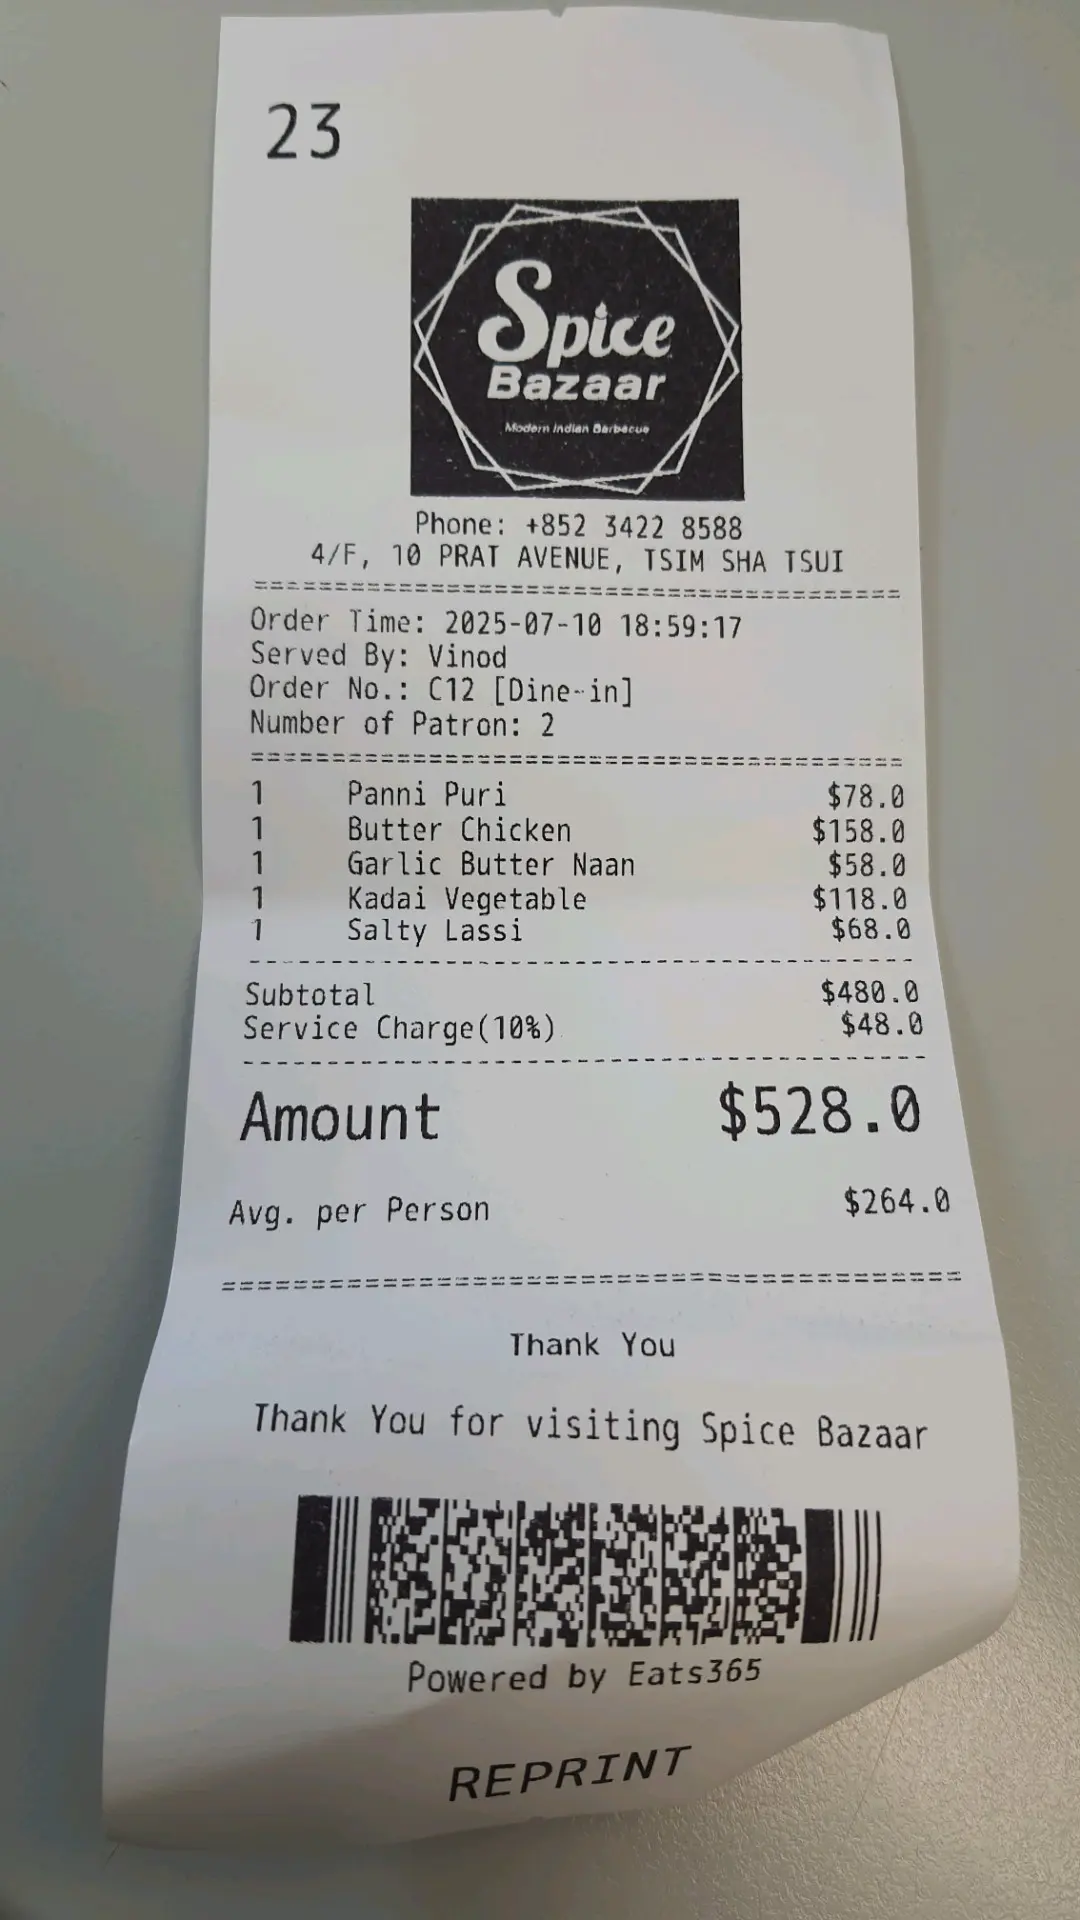 23
Spice
Bazaar
Modern Indian Barbecue
Phone: +852 3422 8588
4/F, 10 PRAT AVENUE, TSIM SHA TSUI
Order Time: 2025-07-10 18:59:17
Served By: Vinod
Order No.: C12 [Dine-in]
Number of Patron: 2
1 Panni Puri $78.0
1 Butter Chicken $158.0
1 Garlic Butter Naan $58.0
1 Kadai Vegetable $118.0
1 Salty Lassi $68.0
Subtotal $480.0
Service Charge(10%) $48.0
Amount $528.0
Avg. per Person $264.0
Thank You
Thank You for visiting Spice Bazaar
Powered by Eats365
REPRINT